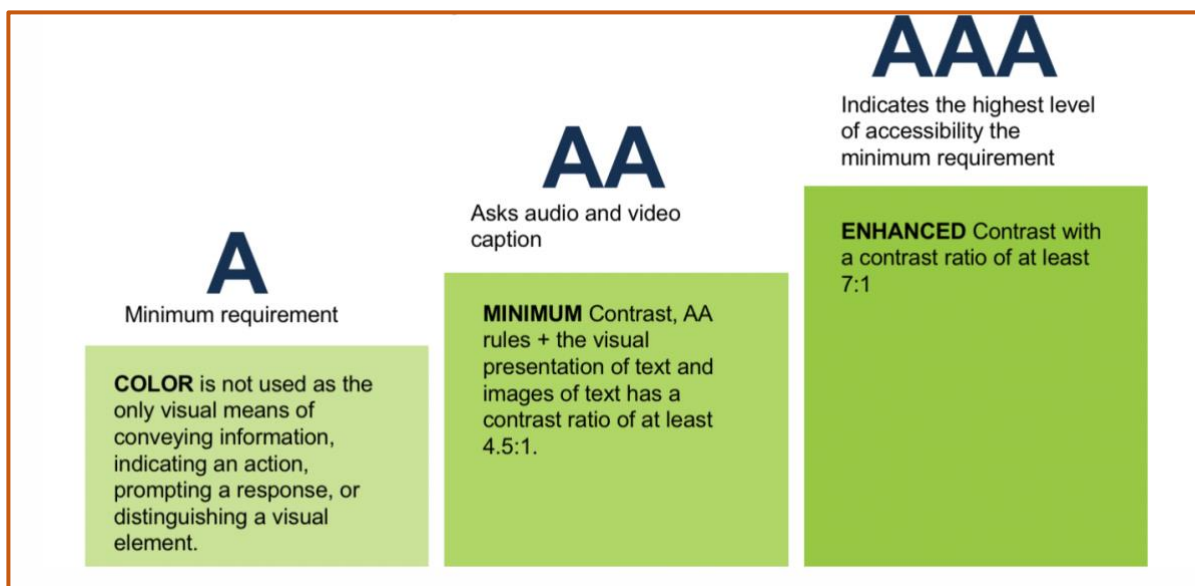 A
Minimum requirement
COLOR is not used as the
only visual means of
conveying information,
indicating an action,
prompting a response, or
distinguishing a visual
element.
AA
Asks audio and video
caption
MINIMUM Contrast, AA
rules + the visual
presentation of text and
images of text has a
contrast ratio of at least
4.5:1.
AAA
Indicates the highest level
of accessibility the
minimum requirement
ENHANCED Contrast with
a contrast ratio of at least
7:1